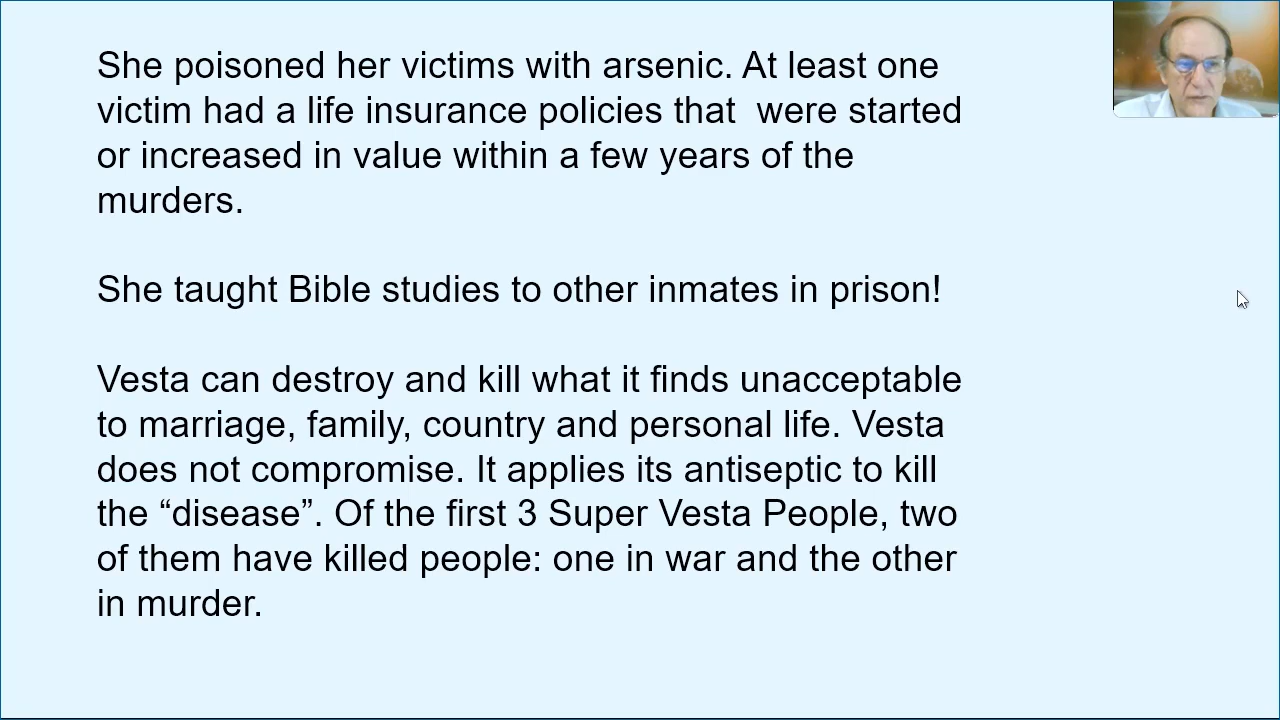 She poisoned her victims with arsenic. At least one
victim had a life insurance policies that  were started
or increased in value within a few years of the
murders.
She taught Bible studies to other inmates in prison!
Vesta can destroy and kill what it finds unacceptable
to marriage, family, country and personal life. Vesta
does not compromise. It applies its antiseptic to kill
the “disease”. Of the first 3 Super Vesta People, two
of them have killed people: one in war and the other
in murder.